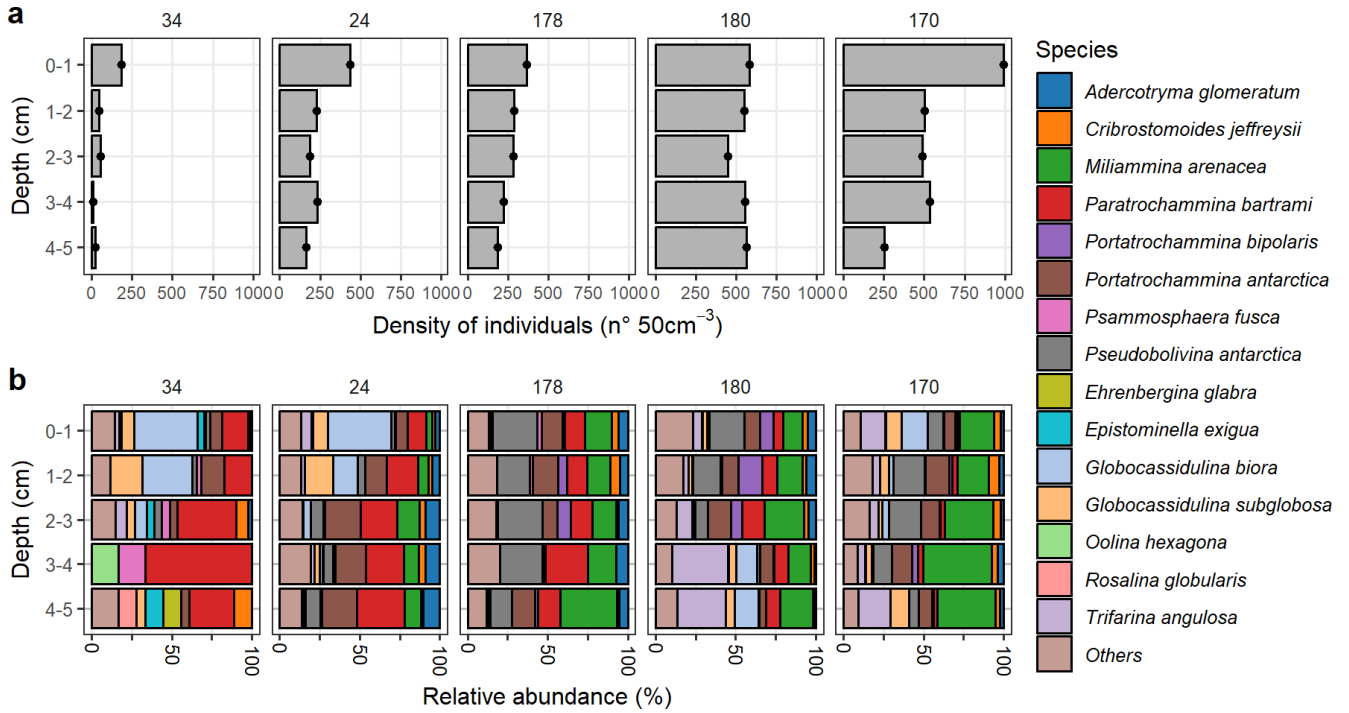 a
34 24 178 180 170
0-1
1-2
2-3
3-4
4-5
Depth (cm)
0 250 500 750 1000 0 250 500 750 1000 0 250 500 750 1000 0 250 500 750 1000 0 250 500 750 1000
Density of individuals (n° 50cm⁻³)
b
34 24 178 180 170
0-1
1-2
2-3
3-4
4-5
Depth (cm)
0 50 100 0 50 100 0 50 100 0 50 100 0 50 100
Relative abundance (%)
Species
Adercotryma glomeratum
Cribrostomoides jeffreysii
Miliammina arenacea
Paratrochammina bartrami
Portatrochammina bipolaris
Portatrochammina antarctica
Psammosphaera fusca
Pseudobolivina antarctica
Ehrenbergina glabra
Epistominella exigua
Globocassidulina biora
Globocassidulina subglobosa
Oolina hexagona
Rosalina globularis
Trifarina angulosa
Others